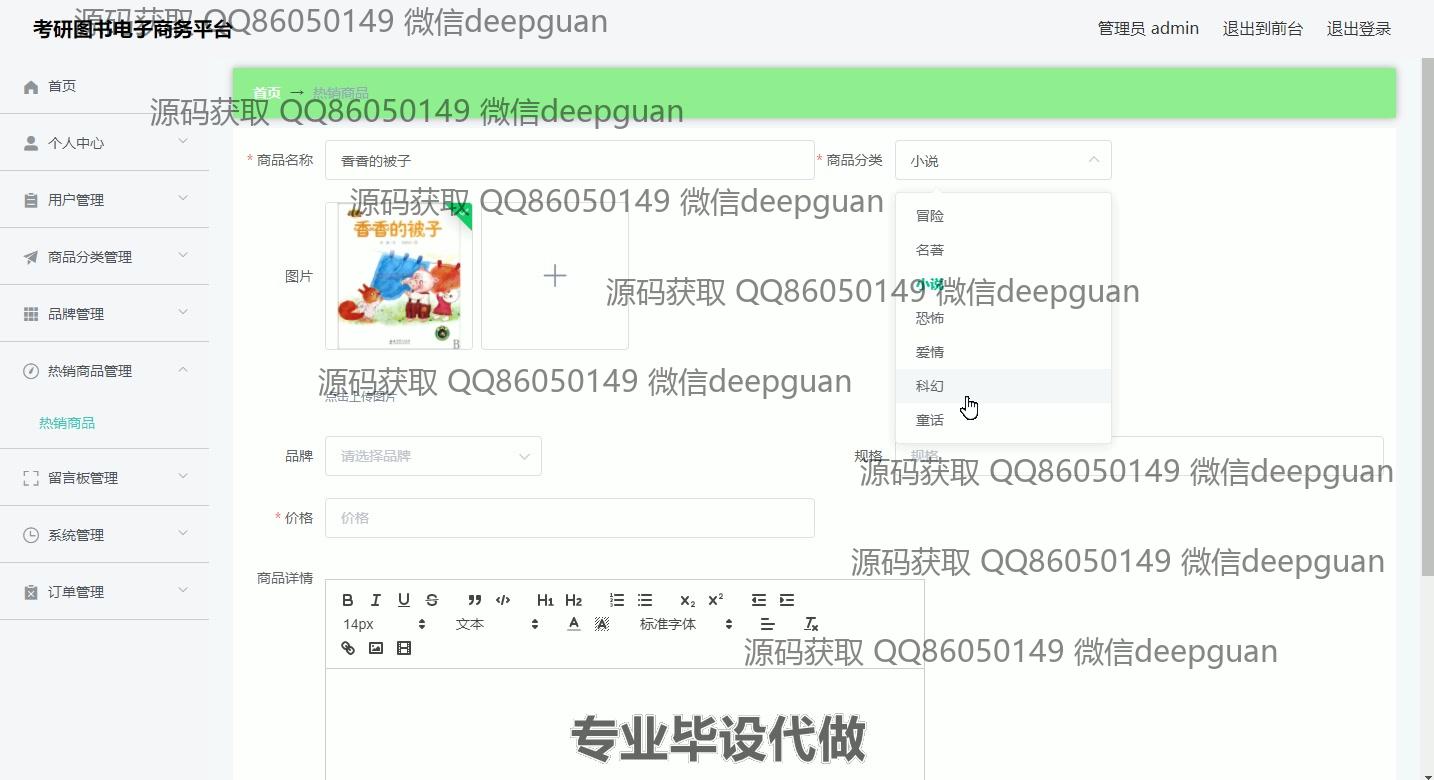 源码获取 QQ86050149 微信deepguan
考研图书电子商务平台
管理员 admin 退出到前台 退出登录
首页
首页 → 热销商品
源码获取 QQ86050149 微信deepguan
个人中心
* 商品名称 香香的被子 * 商品分类 小说
用户管理
源码获取 QQ86050149 微信deepguan
冒险
香香的被子
名著
商品分类管理
图片
小说
源码获取 QQ86050149 微信deepguan
品牌管理
恐怖
爱情
热销商品管理
源码获取 QQ86050149 微信deepguan
科幻
点击上传图片
热销商品
童话
品牌 请选择品牌 规格 规格
源码获取 QQ86050149 微信deepguan
留言板管理
* 价格 价格
系统管理
源码获取 QQ86050149 微信deepguan
商品详情
订单管理
B I U S ” </> H1 H2 X₂ X²
14px 文本 A A 标准字体 Tx
源码获取 QQ86050149 微信deepguan
专业毕设代做